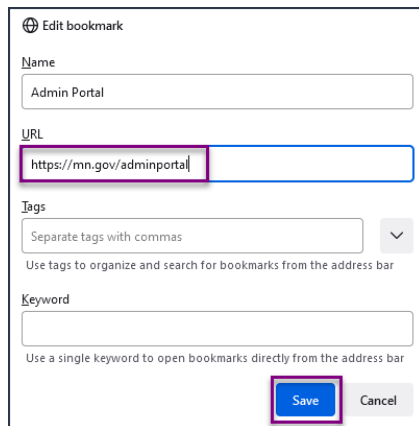 Edit bookmark
Name
Admin Portal
URL
https://mn.gov/adminportal
Tags
Separate tags with commas
Use tags to organize and search for bookmarks from the address bar
Keyword
Use a single keyword to open bookmarks directly from the address bar
Save Cancel